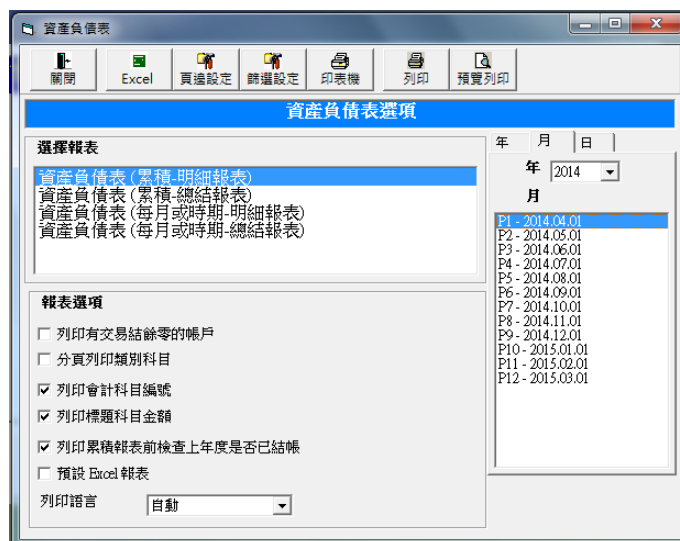 資產負債表
關閉 Excel 頁邊設定 篩選設定 印表機 列印 預覽列印
資產負債表選項
選擇報表
資產負債表 (累積-明細報表)
資產負債表 (累積-總結報表)
資產負債表 (每月或時期-明細報表)
資產負債表 (每月或時期-總結報表)
報表選項
列印有交易結餘零的帳戶
分頁列印類別科目
列印會計科目編號
列印標題科目金額
列印累積報表前檢查上年度是否已結帳
預設 Excel 報表
列印語言 自動
年 月 日
年 2014
月
P1 - 2014.04.01
P2 - 2014.05.01
P3 - 2014.06.01
P4 - 2014.07.01
P5 - 2014.08.01
P6 - 2014.09.01
P7 - 2014.10.01
P8 - 2014.11.01
P9 - 2014.12.01
P10 - 2015.01.01
P11 - 2015.02.01
P12 - 2015.03.01